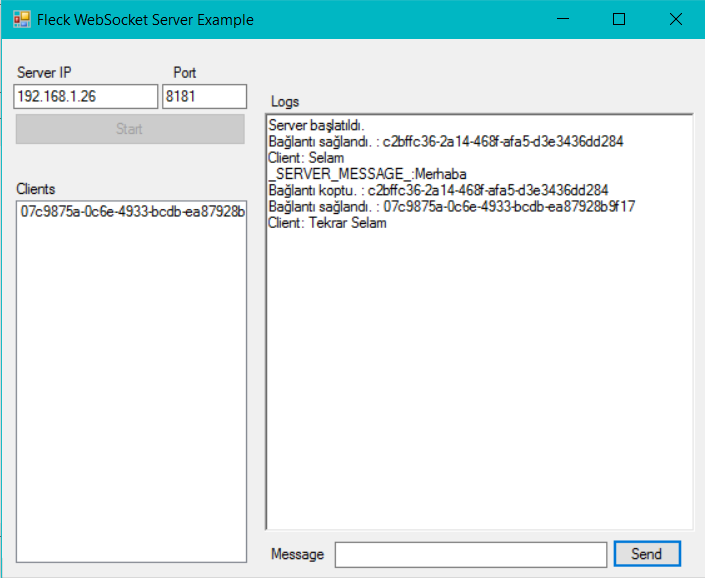 Fleck WebSocket Server Example
Server IP
Port
192.168.1.26
8181
Start
Clients
07c9875a-0c6e-4933-bcdb-ea87928b
Logs
Server başlatıldı.
Bağlantı sağlandı. : c2bffc36-2a14-468f-afa5-d3e3436dd284
Client: Selam
_SERVER_MESSAGE_:Merhaba
Bağlantı koptu. : c2bffc36-2a14-468f-afa5-d3e3436dd284
Bağlantı sağlandı. : 07c9875a-0c6e-4933-bcdb-ea87928b9f17
Client: Tekrar Selam
Message
Send